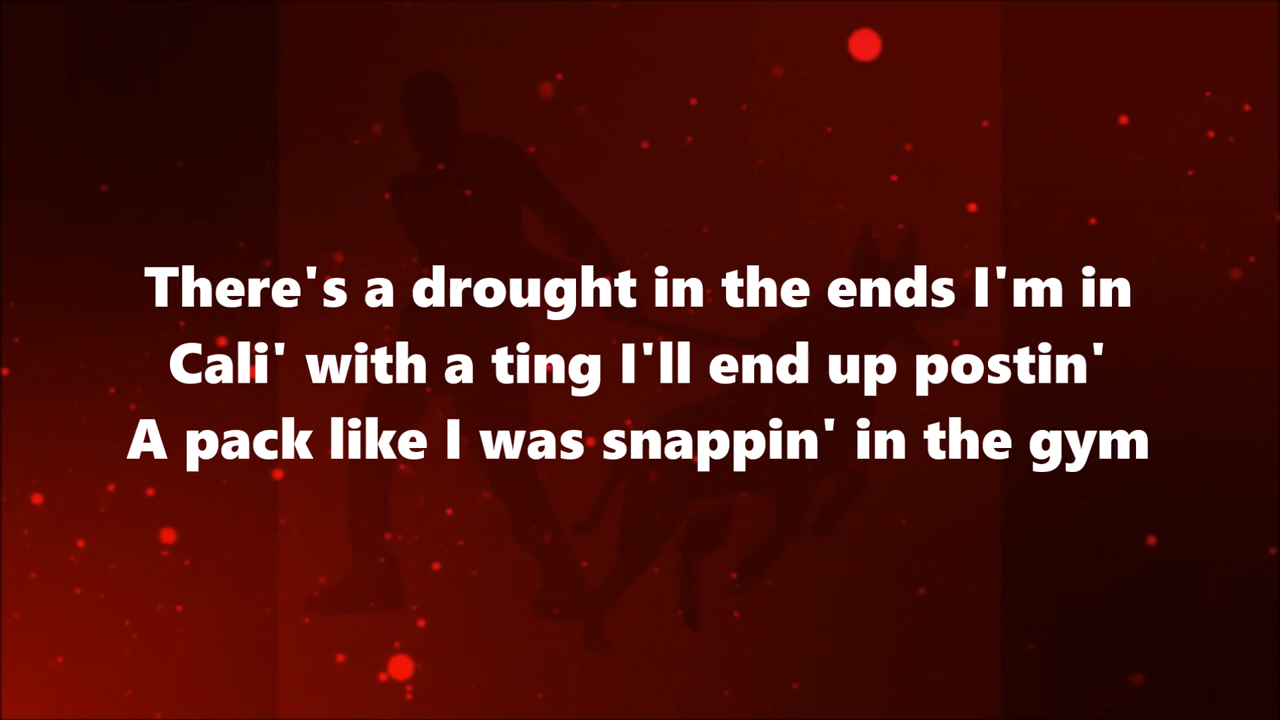 There's a drought in the ends I'm in
Cali' with a ting I'll end up postin'
A pack like I was snappin' in the gym